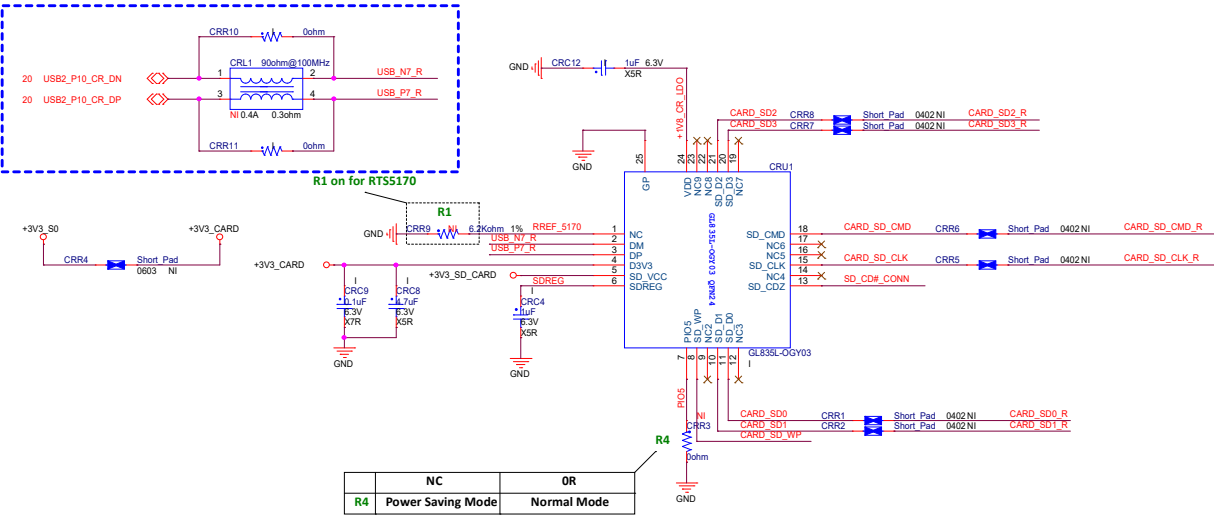 CRR10
I
0ohm
CRL1 90ohm@100MHz
20 USB2_P10_CR_DN
1
2
USB_N7_R
20 USB2_P10_CR_DP
3
4
USB_P7_R
NI 0.4A 0.3ohm
CRR11
I
0ohm
GND
CRC12
I
1uF 6.3V
X5R
+1V8_CR_LDO
CARD_SD2 CRR8 Short_Pad 0402 NI CARD_SD2_R
CARD_SD3 CRR7 Short_Pad 0402 NI CARD_SD3_R
GND
25
24
23
22
21
20
19
CRU1
GP
VDD
NC9
NC8
SD_D2
SD_D3
NC7
R1 on for RTS5170
R1
GND CRR9 NI 6.2Kohm 1% RREF_5170 1 NC
USB_N7_R 2 DM
USB_P7_R 3 DP
+3V3_CARD 4 D3V3
+3V3_SD_CARD 5 SD_VCC
SDREG 6 SDREG
GL835L-OGY03 QFN24
SD_CMD 18 CARD_SD_CMD CRR6 Short_Pad 0402 NI CARD_SD_CMD_R
NC6 17
NC5 16
SD_CLK 15 CARD_SD_CLK CRR5 Short_Pad 0402 NI CARD_SD_CLK_R
NC4 14
SD_CDZ 13 SD_CD#_CONN
+3V3_S0
+3V3_CARD
CRR4 Short_Pad
0603 NI
I
CRC9
0.1uF
6.3V
X7R
I
CRC8
4.7uF
6.3V
X5R
GND
I
CRC4
1uF
6.3V
X5R
GND
PIO5
SD_WP
NC2
SD_D1
SD_D0
NC3
7
8
9
10
11
12
GL835L-OGY03
I
PIO5
NI
CRR3
0ohm
GND
CARD_SD0 CRR1 Short_Pad 0402 NI CARD_SD0_R
CARD_SD1 CRR2 Short_Pad 0402 NI CARD_SD1_R
CARD_SD_WP
R4
NC 0R
R4 Power Saving Mode Normal Mode